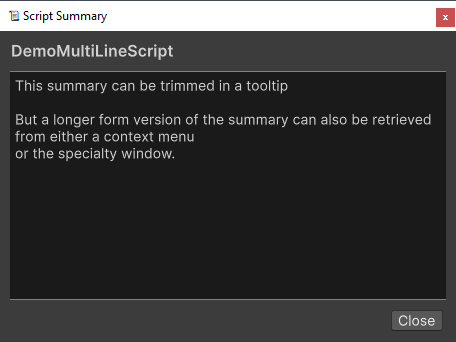 Script Summary
x
DemoMultiLineScript
This summary can be trimmed in a tooltip
But a longer form version of the summary can also be retrieved
from either a context menu
or the specialty window.
Close